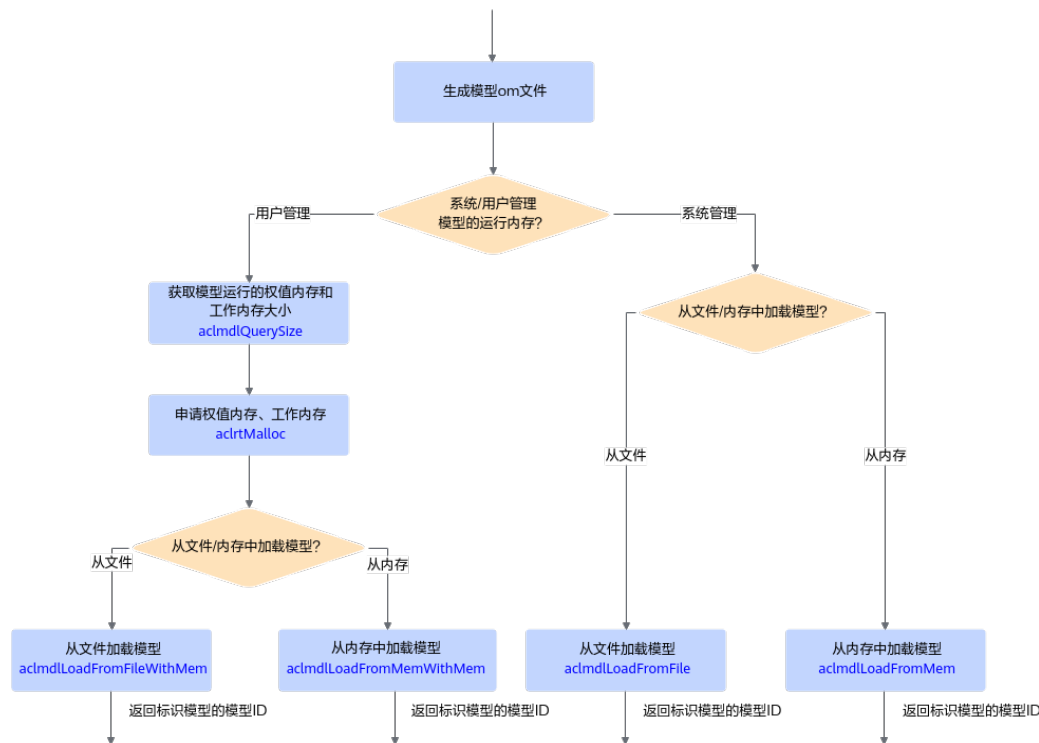 生成模型om文件
系统/用户管理
模型的运行内存?
用户管理
系统管理
获取模型运行的权值内存和
工作内存大小
aclmdlQuerySize
从文件/内存中加载模型?
申请权值内存、工作内存
aclrtMalloc
从文件
从内存
从文件/内存中加载模型?
从文件
从内存
从文件加载模型
aclmdlLoadFromFileWithMem
从内存中加载模型
aclmdlLoadFromMemWithMem
从文件加载模型
aclmdlLoadFromFile
从内存中加载模型
aclmdlLoadFromMem
返回标识模型的模型ID
返回标识模型的模型ID
返回标识模型的模型ID
返回标识模型的模型ID